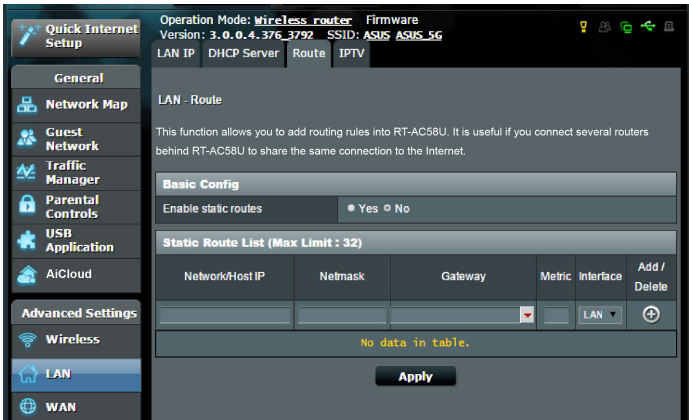 Quick Internet
Setup
General
Network Map
Guest
Network
Traffic
Manager
Parental
Controls
USB
Application
AiCloud
Advanced Settings
Wireless
LAN
WAN
Operation Mode: Wireless router Firmware
Version: 3.0.0.4.376_3792 SSID: ASUS ASUS_5G
LAN IP DHCP Server Route IPTV
LAN - Route
This function allows you to add routing rules into RT-AC58U. It is useful if you connect several routers
behind RT-AC58U to share the same connection to the Internet.
Basic Config
Enable static routes Yes No
Static Route List (Max Limit : 32)
Network/Host IP Netmask Gateway Metric Interface Add /
Delete
LAN
No data in table.
Apply